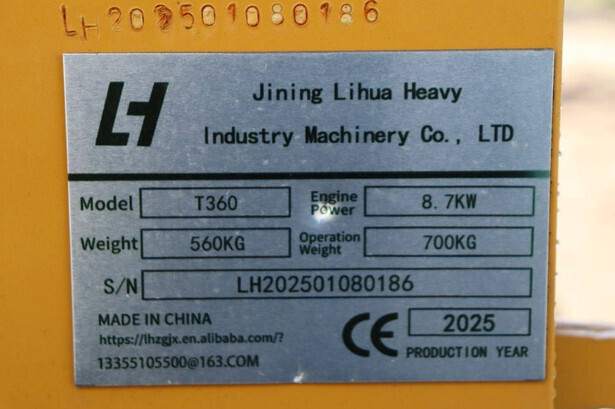 LH202501080186
LH
Jining Lihua Heavy
Industry Machinery Co., LTD
Model T360 Engine Power 8.7KW
Weight 560KG Operation Weight 700KG
S/N LH202501080186
MADE IN CHINA
https://lhzgjx.en.alibaba.com/?
13355105500@163.COM
CE 2025
PRODUCTION YEAR